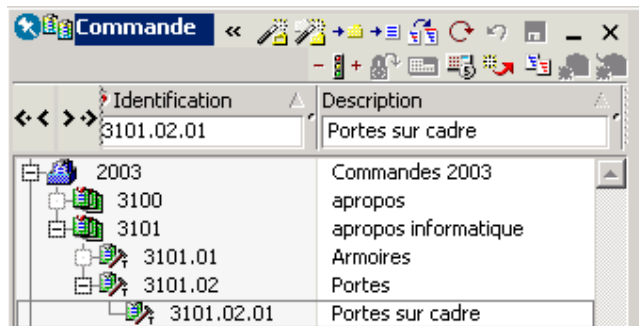 Commande
Identification Description
3101.02.01 Portes sur cadre
2003 Commandes 2003
3100 apropos
3101 apropos informatique
3101.01 Armoires
3101.02 Portes
3101.02.01 Portes sur cadre